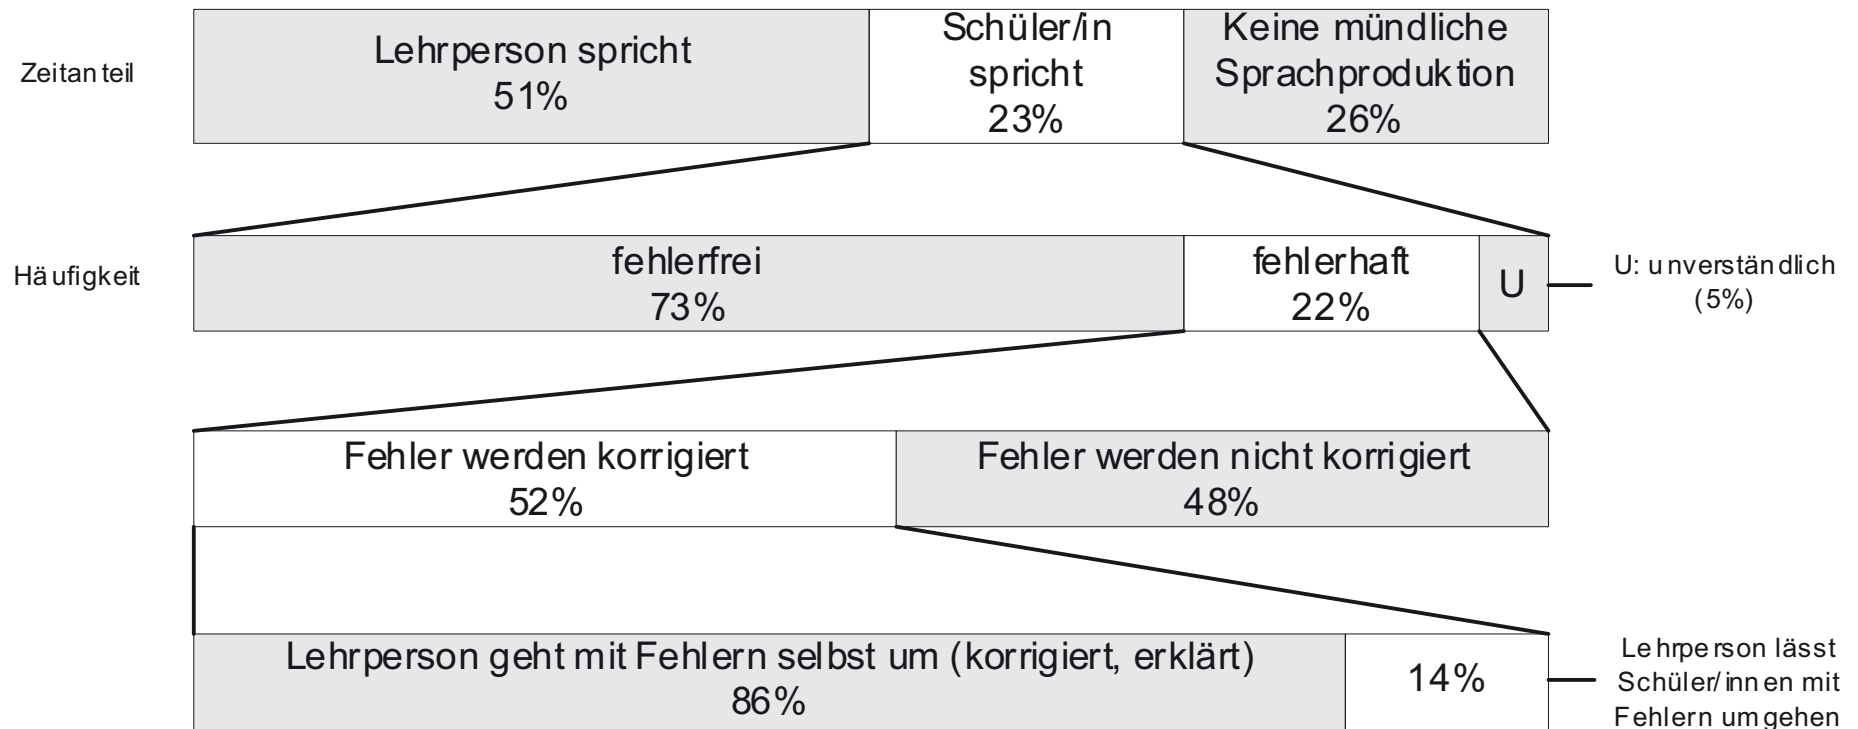 Zeitanteil
Lehrperson spricht
51%
Schüler/in
spricht
23%
Keine mündliche
Sprachproduktion
26%
Häufigkeit
fehlerfrei
73%
fehlerhaft
22%
U
U: unverständlich
(5%)
Fehler werden korrigiert
52%
Fehler werden nicht korrigiert
48%
Lehrperson geht mit Fehlern selbst um (korrigiert, erklärt)
86%
14%
Lehrperson lässt
Schüler/innen mit
Fehlern umgehen